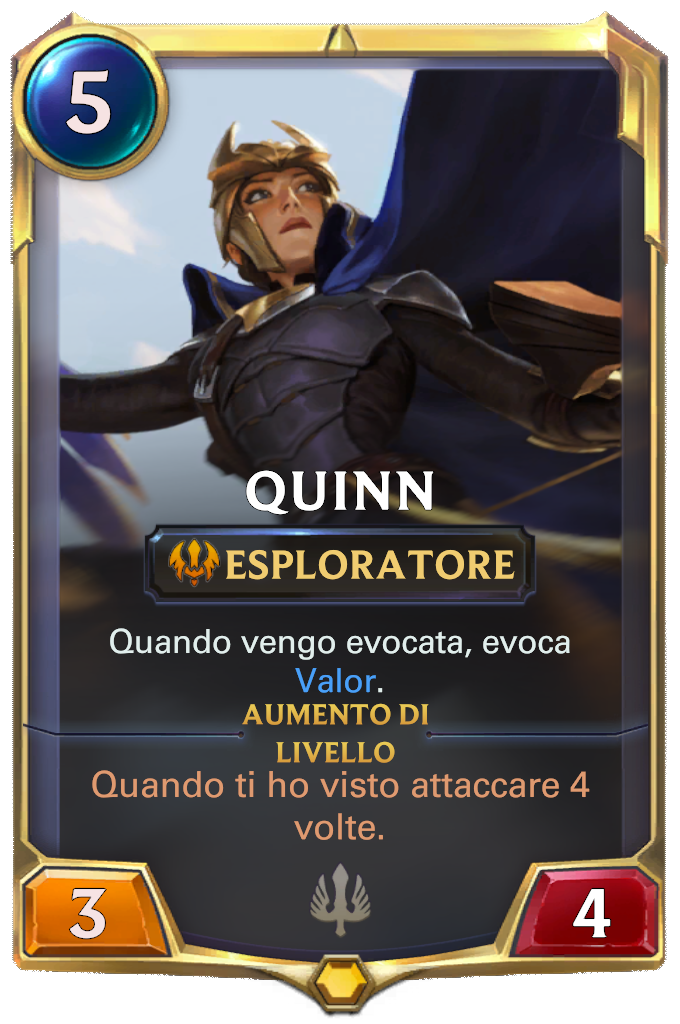 5
QUINN
ESPLORATORE
Quando vengo evocata, evoca
Valor.
AUMENTO DI
LIVELLO
Quando ti ho visto attaccare 4
volte.
3
4